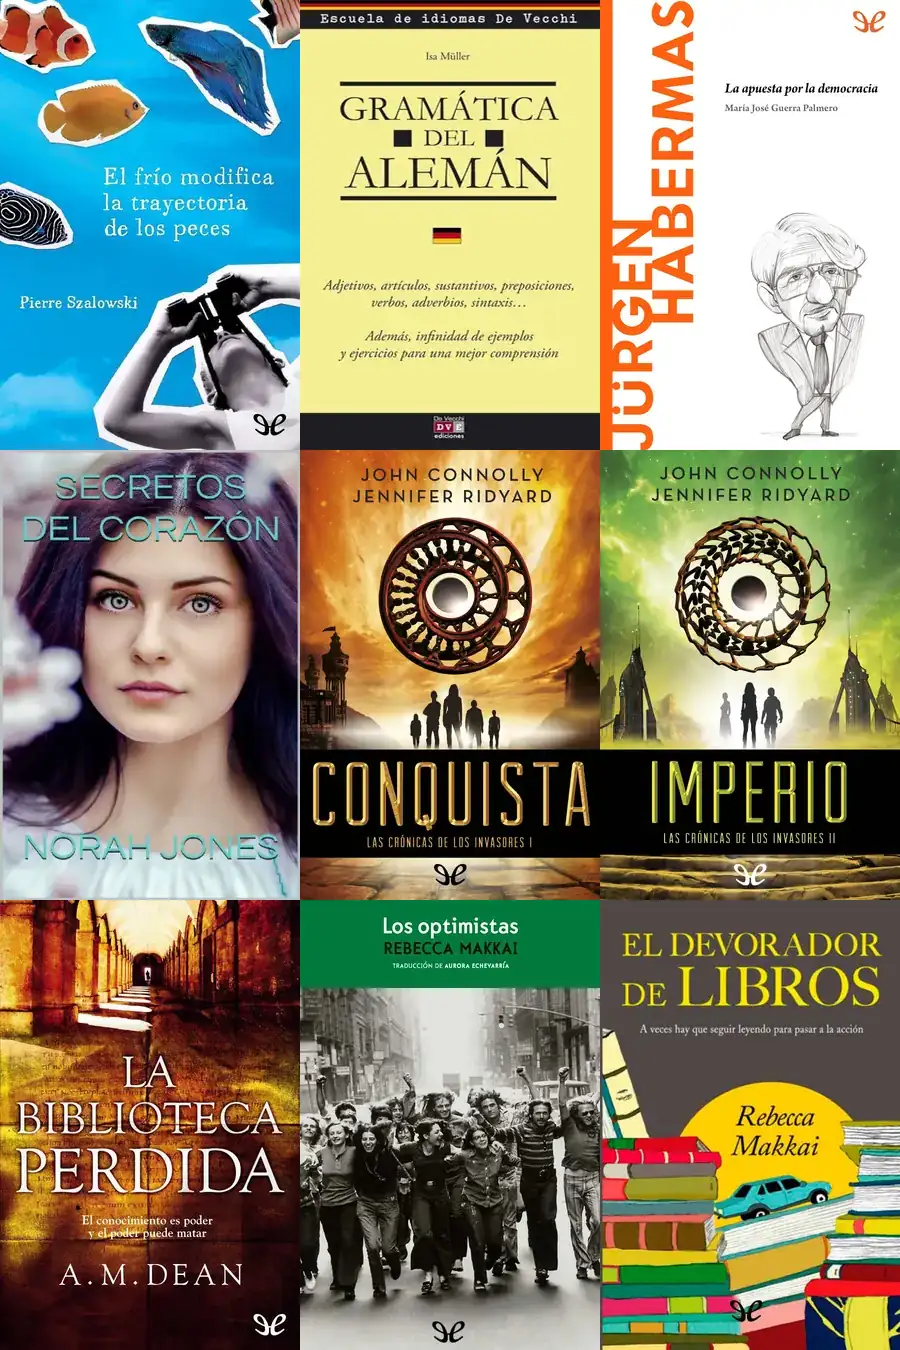 El frío modifica
la trayectoria
de los peces
Pierre Szalowski
Escuela de idiomas De Vecchi
Isa Müller
GRAMÁTICA
DEL
ALEMÁN
Adjetivos, artículos, sustantivos, preposiciones,
verbos, adverbios, sintaxis...
Además, infinidad de ejemplos
y ejercicios para una mejor comprensión
De Vecchi
DVE
ediciones
JÜRGEN
HABERMAS
La apuesta por la democracia
María José Guerra Palmero
SECRETOS
DEL CORAZÓN
NORAH JONES
JOHN CONNOLLY
JENNIFER RIDYARD
CONQUISTA
LAS CRÓNICAS DE LOS INVASORES I
JOHN CONNOLLY
JENNIFER RIDYARD
IMPERIO
LAS CRÓNICAS DE LOS INVASORES II
LA
BIBLIOTECA
PERDIDA
El conocimiento es poder
y el poder puede matar
A.M. DEAN
Los optimistas
REBECCA MAKKAI
TRADUCCIÓN DE AURORA ECHEVARRÍA
EL DEVORADOR
DE LIBROS
A veces hay que seguir leyendo para pasar a la acción
Rebecca
Makkai